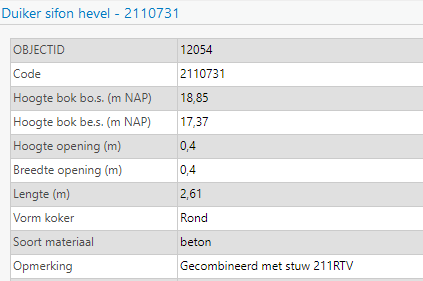 Duiker sifon hevel - 2110731
OBJECTID 12054
Code 2110731
Hoogte bok bo.s. (m NAP) 18,85
Hoogte bok be.s. (m NAP) 17,37
Hoogte opening (m) 0,4
Breedte opening (m) 0,4
Lengte (m) 2,61
Vorm koker Rond
Soort materiaal beton
Opmerking Gecombineerd met stuw 211RTV